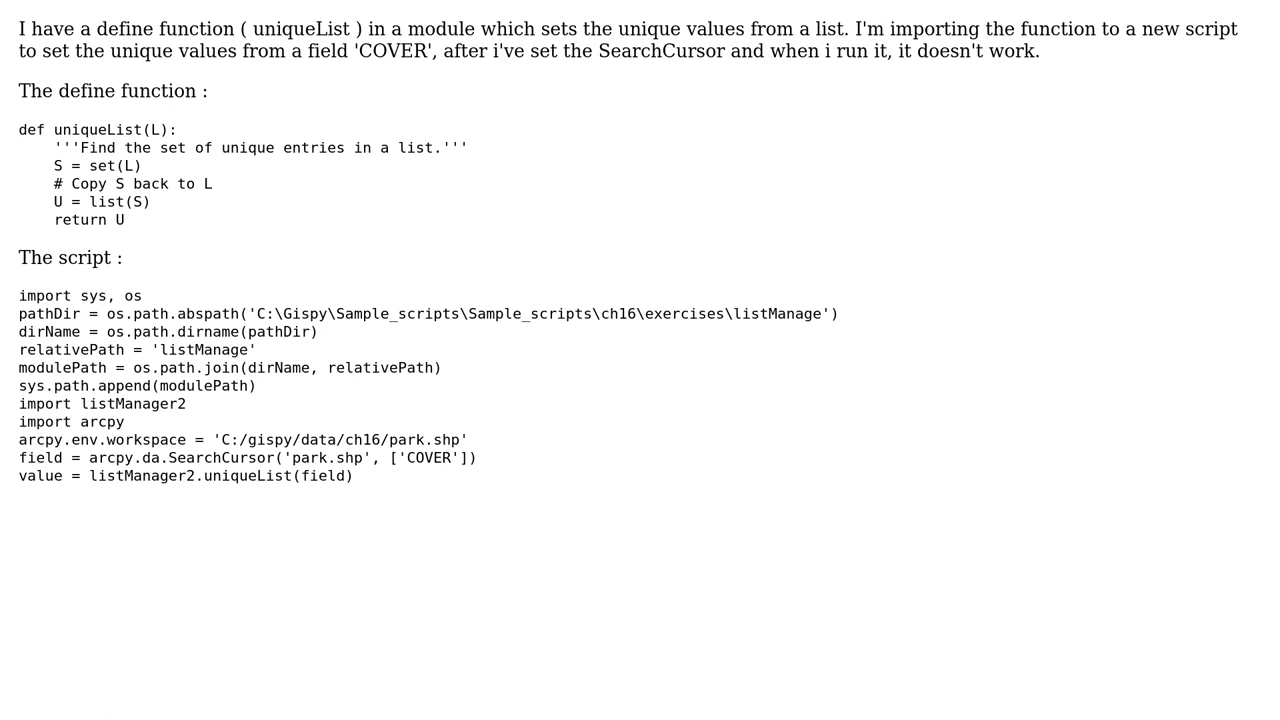 I have a define function ( uniqueList ) in a module which sets the unique values from a list. I'm importing the function to a new script
to set the unique values from a field 'COVER', after i've set the SearchCursor and when i run it, it doesn't work.
The define function :
def uniqueList(L):
    '''Find the set of unique entries in a list.'''
    S = set(L)
    # Copy S back to L
    U = list(S)
    return U
The script :
import sys, os
pathDir = os.path.abspath('C:\Gispy\Sample_scripts\Sample_scripts\ch16\exercises\listManage')
dirName = os.path.dirname(pathDir)
relativePath = 'listManage'
modulePath = os.path.join(dirName, relativePath)
sys.path.append(modulePath)
import listManager2
import arcpy
arcpy.env.workspace = 'C:/gispy/data/ch16/park.shp'
field = arcpy.da.SearchCursor('park.shp', ['COVER'])
value = listManager2.uniqueList(field)